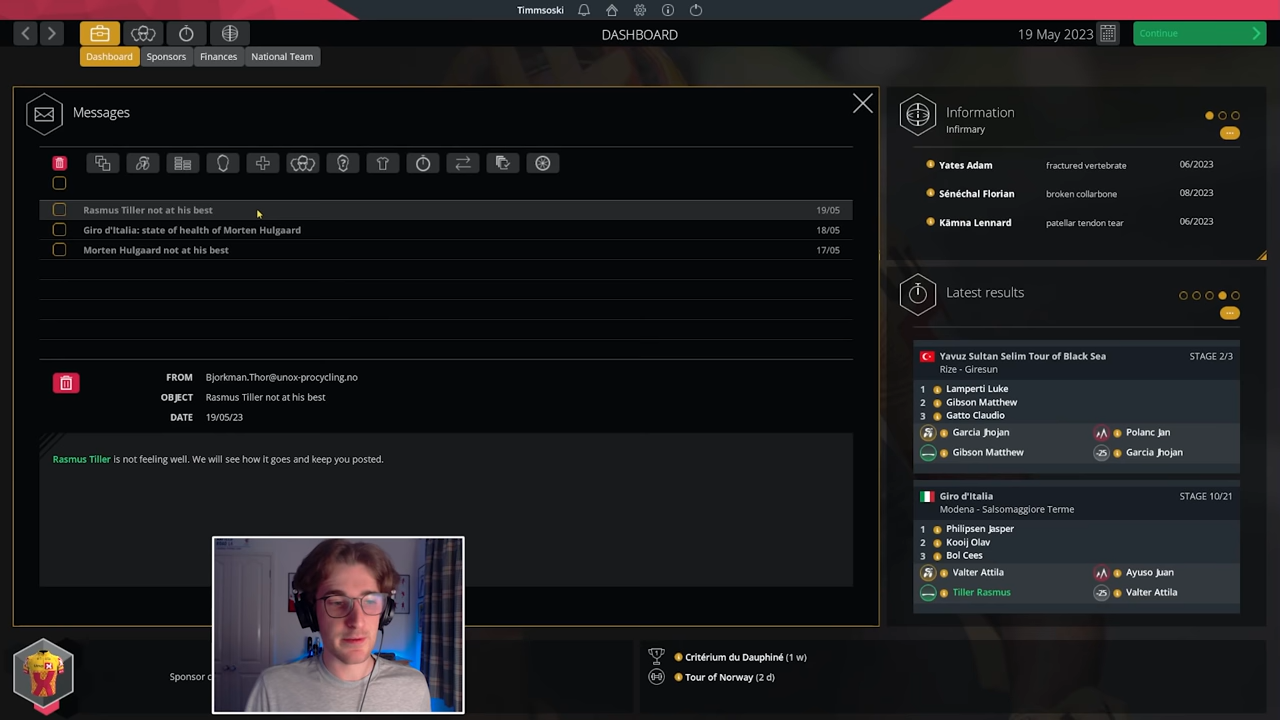 Timmsoski
DASHBOARD
19 May 2023
Continue
Dashboard
Sponsors
Finances
National Team
Messages
Rasmus Tiller not at his best 19/05
Giro d'Italia: state of health of Morten Hulgaard 18/05
Morten Hulgaard not at his best 17/05
FROM Bjorkman.Thor@unox-procycling.no
OBJECT Rasmus Tiller not at his best
DATE 19/05/23
Rasmus Tiller is not feeling well. We will see how it goes and keep you posted.
Information
Infirmary
Yates Adam fractured vertebrate 06/2023
Sénéchal Florian broken collarbone 08/2023
Kämna Lennard patellar tendon tear 06/2023
Latest results
Yavuz Sultan Selim Tour of Black Sea STAGE 2/3
Rize - Giresun
1 Lamperti Luke
2 Gibson Matthew
3 Gatto Claudio
Garcia Jhojan Polanc Jan
Gibson Matthew -25 Garcia Jhojan
Giro d'Italia STAGE 10/21
Modena - Salsomaggiore Terme
1 Philipsen Jasper
2 Kooij Olav
3 Bol Cees
Valter Attila Ayuso Juan
Tiller Rasmus -25 Valter Attila
Sponsor
Critérium du Dauphiné (1 w)
Tour of Norway (2 d)